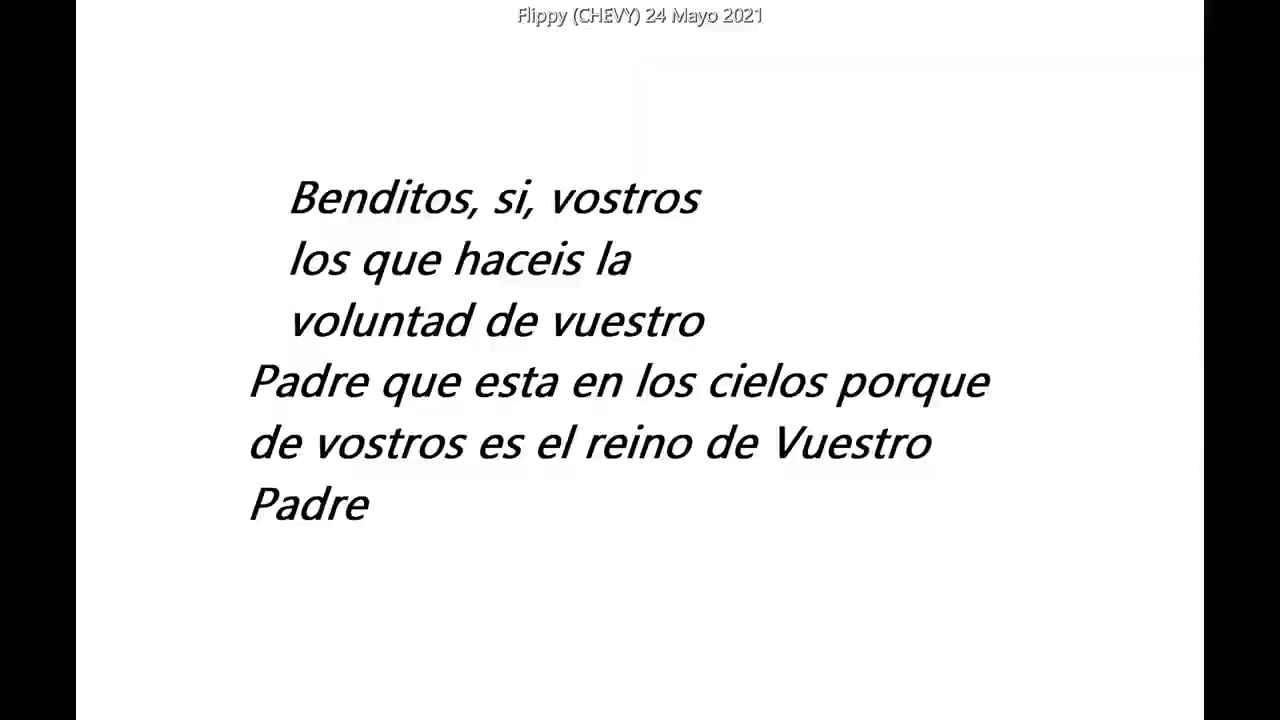 Flippy (CHEVY) 24 Mayo 2021
Benditos, si, vostros
los que haceis la
voluntad de vuestro
Padre que esta en los cielos porque
de vostros es el reino de Vuestro
Padre